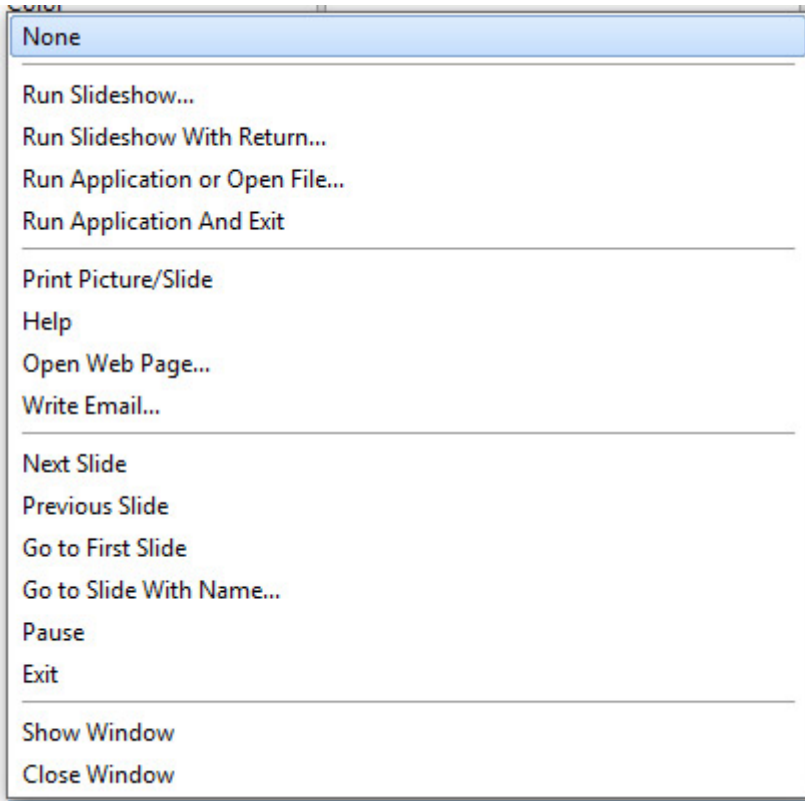 Color
None
Run Slideshow...
Run Slideshow With Return...
Run Application or Open File...
Run Application And Exit
Print Picture/Slide
Help
Open Web Page...
Write Email...
Next Slide
Previous Slide
Go to First Slide
Go to Slide With Name...
Pause
Exit
Show Window
Close Window